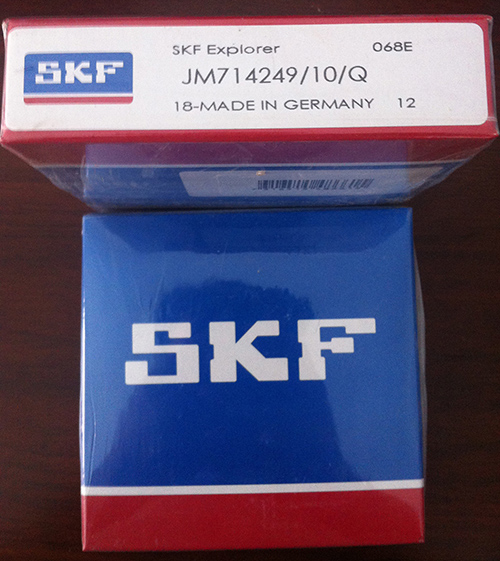 SKF
SKF Explorer 068E
JM714249/10/Q
18-MADE IN GERMANY 12
SKF